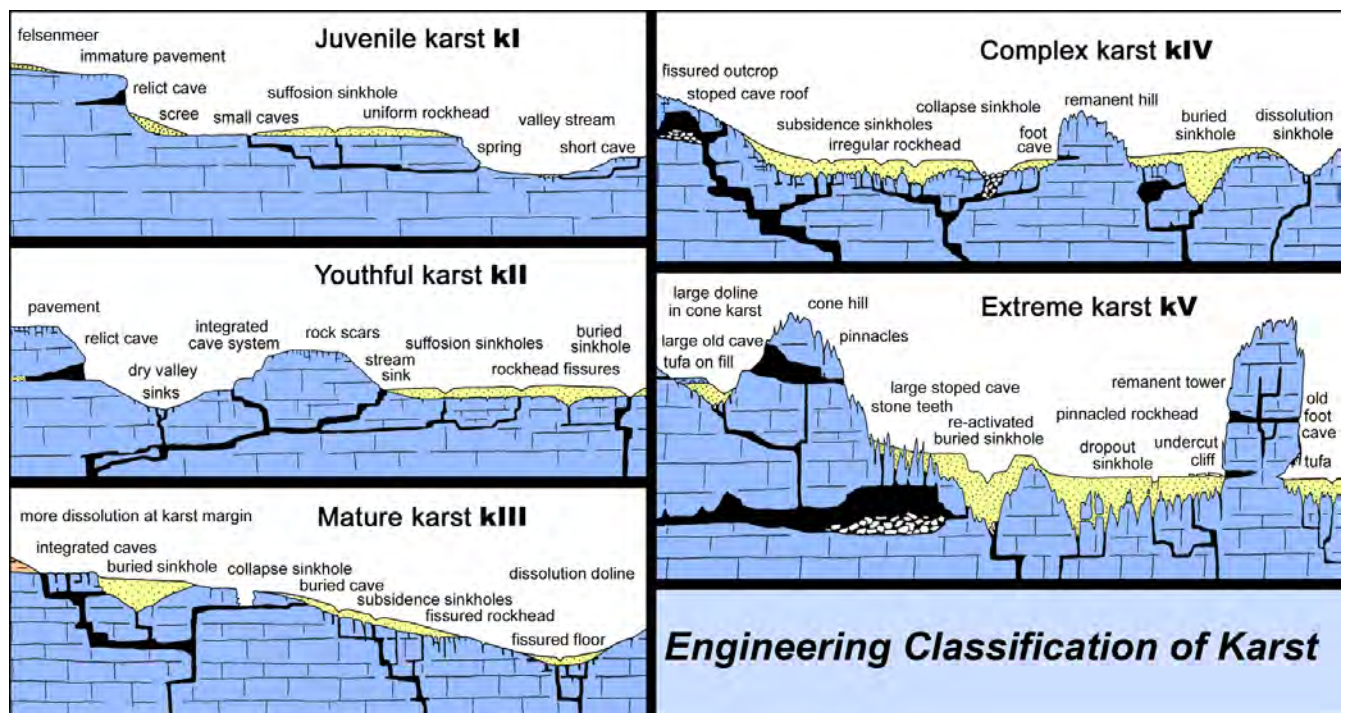 Juvenile karst kI
felsenmeer
immature pavement
relict cave
scree
suffosion sinkhole
small caves
uniform rockhead
valley stream
spring
short cave
Youthful karst kII
pavement
relict cave
dry valley
sinks
integrated
cave system
rock scars
stream
sink
suffosion sinkholes
buried
sinkhole
rockhead fissures
Mature karst kIII
more dissolution at karst margin
integrated caves
buried sinkhole
collapse sinkhole
buried cave
subsidence sinkholes
fissured rockhead
dissolution doline
fissured floor
Complex karst kIV
fissured outcrop
stoped cave roof
subsidence sinkholes
irregular rockhead
collapse sinkhole
foot
cave
remanent hill
buried
sinkhole
dissolution
sinkhole
Extreme karst kV
large doline
in cone karst
large old cave
tufa on fill
cone hill
pinnacles
large stoped cave
stone teeth
re-activated
buried sinkhole
remanent tower
pinnacled rockhead
dropout
sinkhole
undercut
cliff
old
foot
cave
tufa
Engineering Classification of Karst